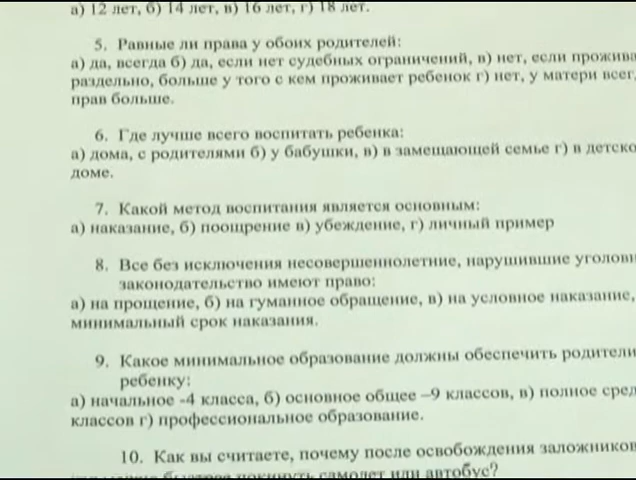 а) 12 лет, б) 14 лет, в) 16 лет, г) 18 лет.
5. Равные ли права у обоих родителей:
а) да, всегда б) да, если нет судебных ограничений, в) нет, если прожива
раздельно, больше у того с кем проживает ребенок г) нет, у матери всег
прав больше.
6. Где лучше всего воспитать ребенка:
а) дома, с родителями б) у бабушки, в) в замещающей семье г) в детско
доме.
7. Какой метод воспитания является основным:
а) наказание, б) поощрение в) убеждение, г) личный пример
8. Все без исключения несовершеннолетние, нарушившие уголовн
законодательство имеют право:
а) на прощение, б) на гуманное обращение, в) на условное наказание,
минимальный срок наказания.
9. Какое минимальное образование должны обеспечить родители
ребенку:
а) начальное -4 класса, б) основное общее –9 классов, в) полное сред
классов г) профессиональное образование.
10. Как вы считаете, почему после освобождения заложников
быстрее покинуть самолет или автобус?